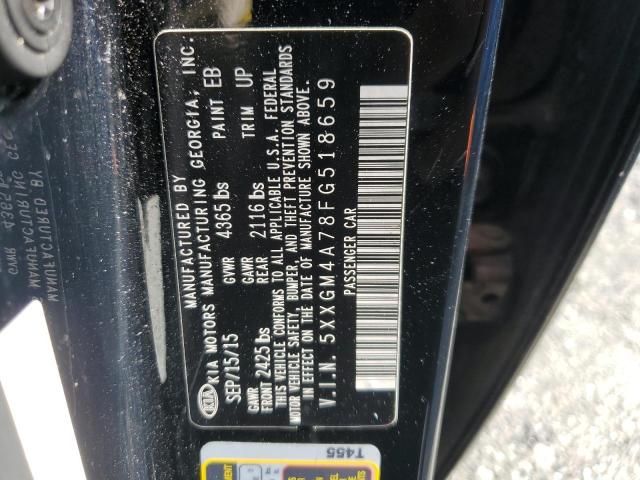 MANUFACTURED BY
KIA KIA MOTORS MANUFACTURING GEORGIA, INC.
SEP/15/15 GVWR 4365 lbs PAINT EB
GAWR FRONT 2425 lbs GAWR REAR 2116 lbs TRIM UP
THIS VEHICLE CONFORMS TO ALL APPLICABLE U.S.A. FEDERAL
MOTOR VEHICLE SAFETY, BUMPER, AND THEFT PREVENTION STANDARDS
IN EFFECT ON THE DATE OF MANUFACTURE SHOWN ABOVE.
V.I.N. 5XXGM4A78FG518659
PASSENGER CAR
T455